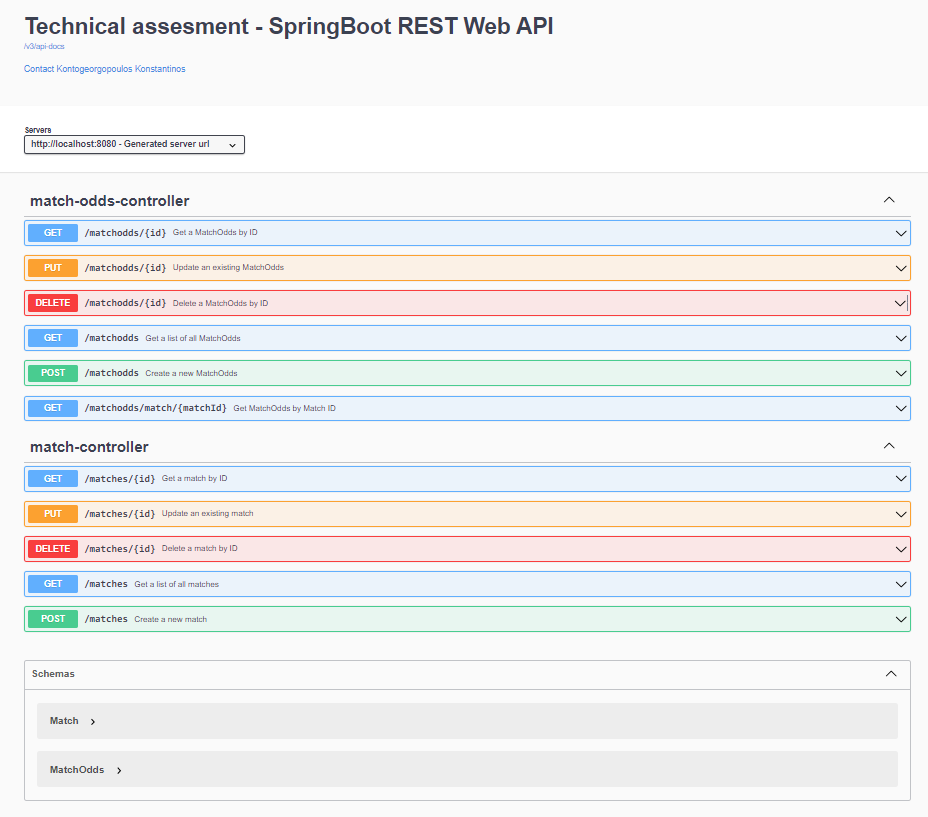 Technical assesment - SpringBoot REST Web API
/v3/api-docs
Contact Kontogeorgopoulos Konstantinos
Servers
http://localhost:8080 - Generated server url
match-odds-controller
GET /matchodds/{id} Get a MatchOdds by ID
PUT /matchodds/{id} Update an existing MatchOdds
DELETE /matchodds/{id} Delete a MatchOdds by ID
GET /matchodds Get a list of all MatchOdds
POST /matchodds Create a new MatchOdds
GET /matchodds/match/{matchId} Get MatchOdds by Match ID
match-controller
GET /matches/{id} Get a match by ID
PUT /matches/{id} Update an existing match
DELETE /matches/{id} Delete a match by ID
GET /matches Get a list of all matches
POST /matches Create a new match
Schemas
Match
MatchOdds